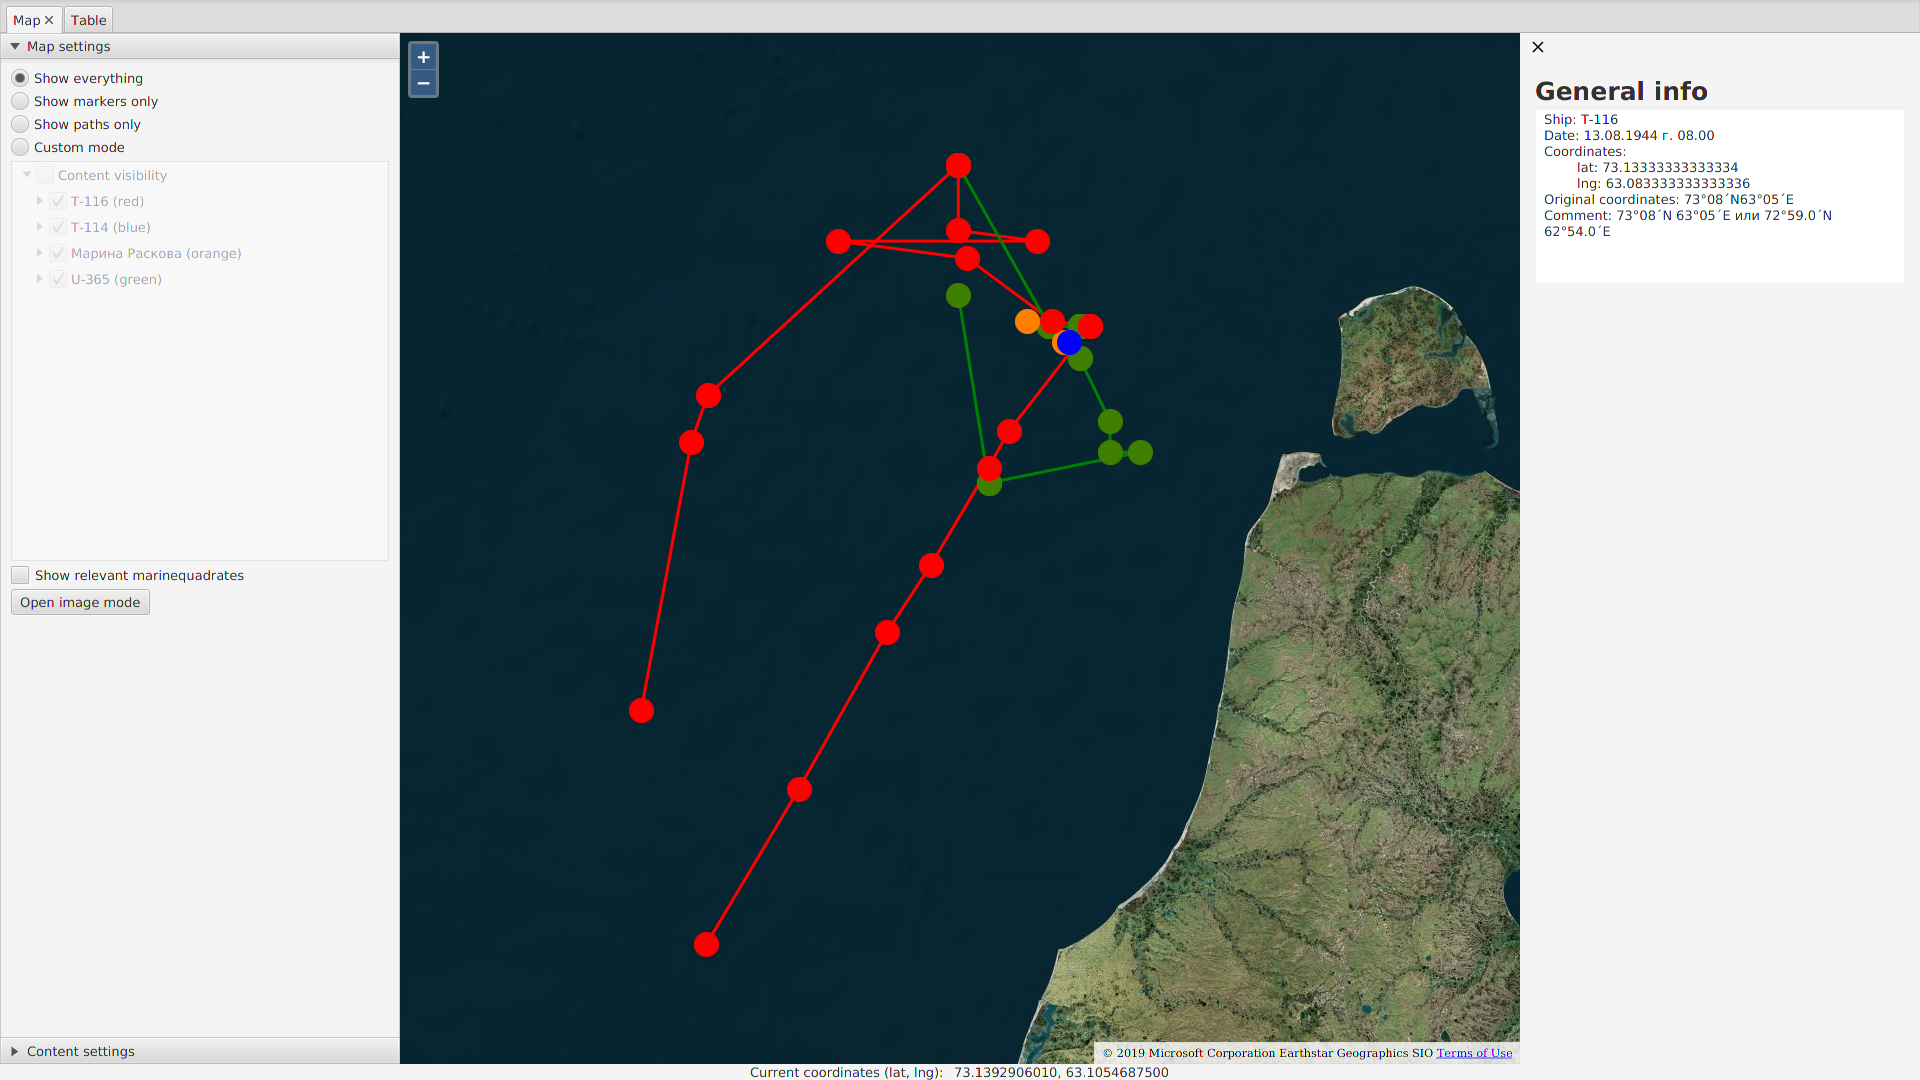 Map ✕ Table
Map settings
Show everything
Show markers only
Show paths only
Custom mode
Content visibility
T-116 (red)
T-114 (blue)
Марина Раскова (orange)
U-365 (green)
Show relevant marinequadrates
Open image mode
Content settings
+
−
© 2019 Microsoft Corporation Earthstar Geographics SIO Terms of Use
Current coordinates (lat, lng): 73.1392906010, 63.1054687500
General info
Ship: T-116
Date: 13.08.1944 г. 08.00
Coordinates:
lat: 73.13333333333334
lng: 63.083333333333336
Original coordinates: 73°08´N63°05´E
Comment: 73°08´N 63°05´E или 72°59.0´N
62°54.0´E